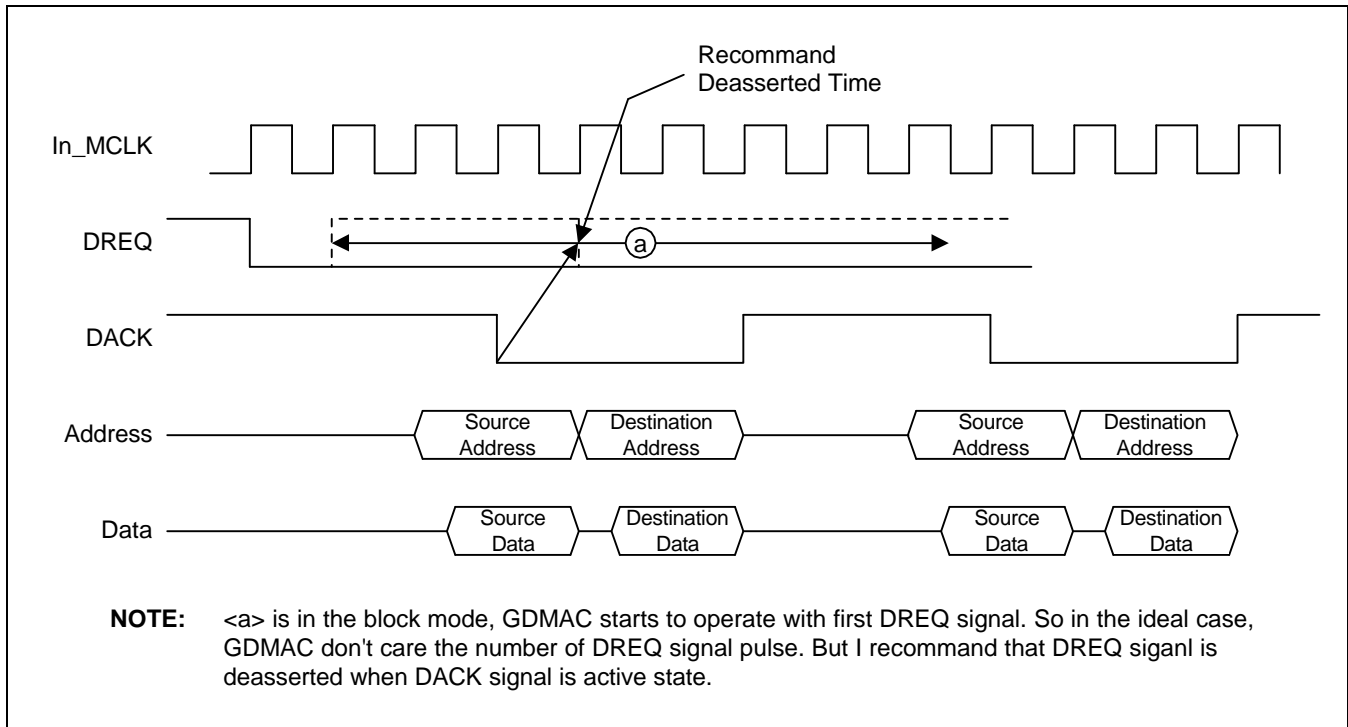 Recommand
Deasserted Time
In_MCLK
DREQ
a
DACK
Address
Source
Address
Destination
Address
Source
Address
Destination
Address
Data
Source
Data
Destination
Data
Source
Data
Destination
Data
NOTE: <a> is in the block mode, GDMAC starts to operate with first DREQ signal. So in the ideal case,
GDMAC don't care the number of DREQ signal pulse. But I recommand that DREQ siganl is
deasserted when DACK signal is active state.